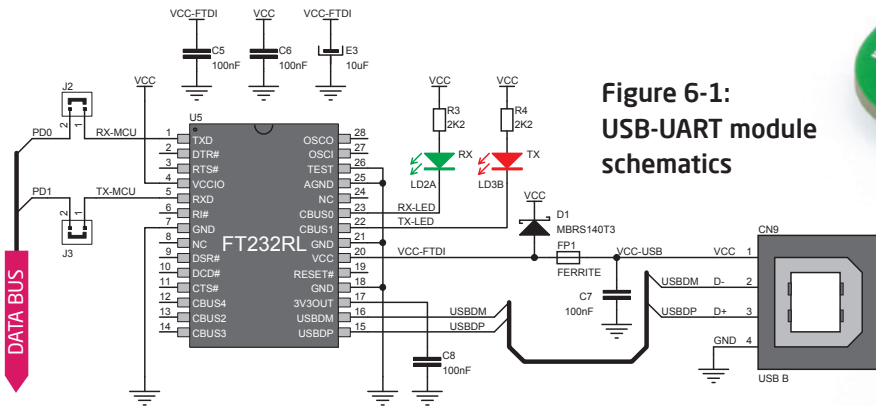 VCC-FTDI
VCC
VCC-FTDI
C5
100nF
C6
100nF
E3
10uF
J2
VCC
VCC
VCC
Figure 6-1:
USB-UART module
schematics
R3
2K2
R4
2K2
RX
TX
LD2A
LD3B
2
1
PD0
RX-MCU
PD1
TX-MCU
2
1
J3
DATA BUS
U5
FT232RL
1 TXD
2 DTR#
3 RTS#
4 VCCIO
5 RXD
6 RI#
7 GND
8 NC
9 DSR#
10 DCD#
11 CTS#
12 CBUS4
13 CBUS2
14 CBUS3
OSCO 28
OSCI 27
TEST 26
AGND 25
NC 24
CBUS0 23
CBUS1 22
GND 21
VCC 20
RESET# 19
GND 18
3V3OUT 17
USBDM 16
USBDP 15
RX-LED
TX-LED
VCC-FTDI
USBDM
USBDP
C8
100nF
VCC
D1
MBRS140T3
FP1
FERRITE
VCC-USB
C7
100nF
CN9
VCC 1
USBDM D- 2
USBDP D+ 3
GND 4
USB B